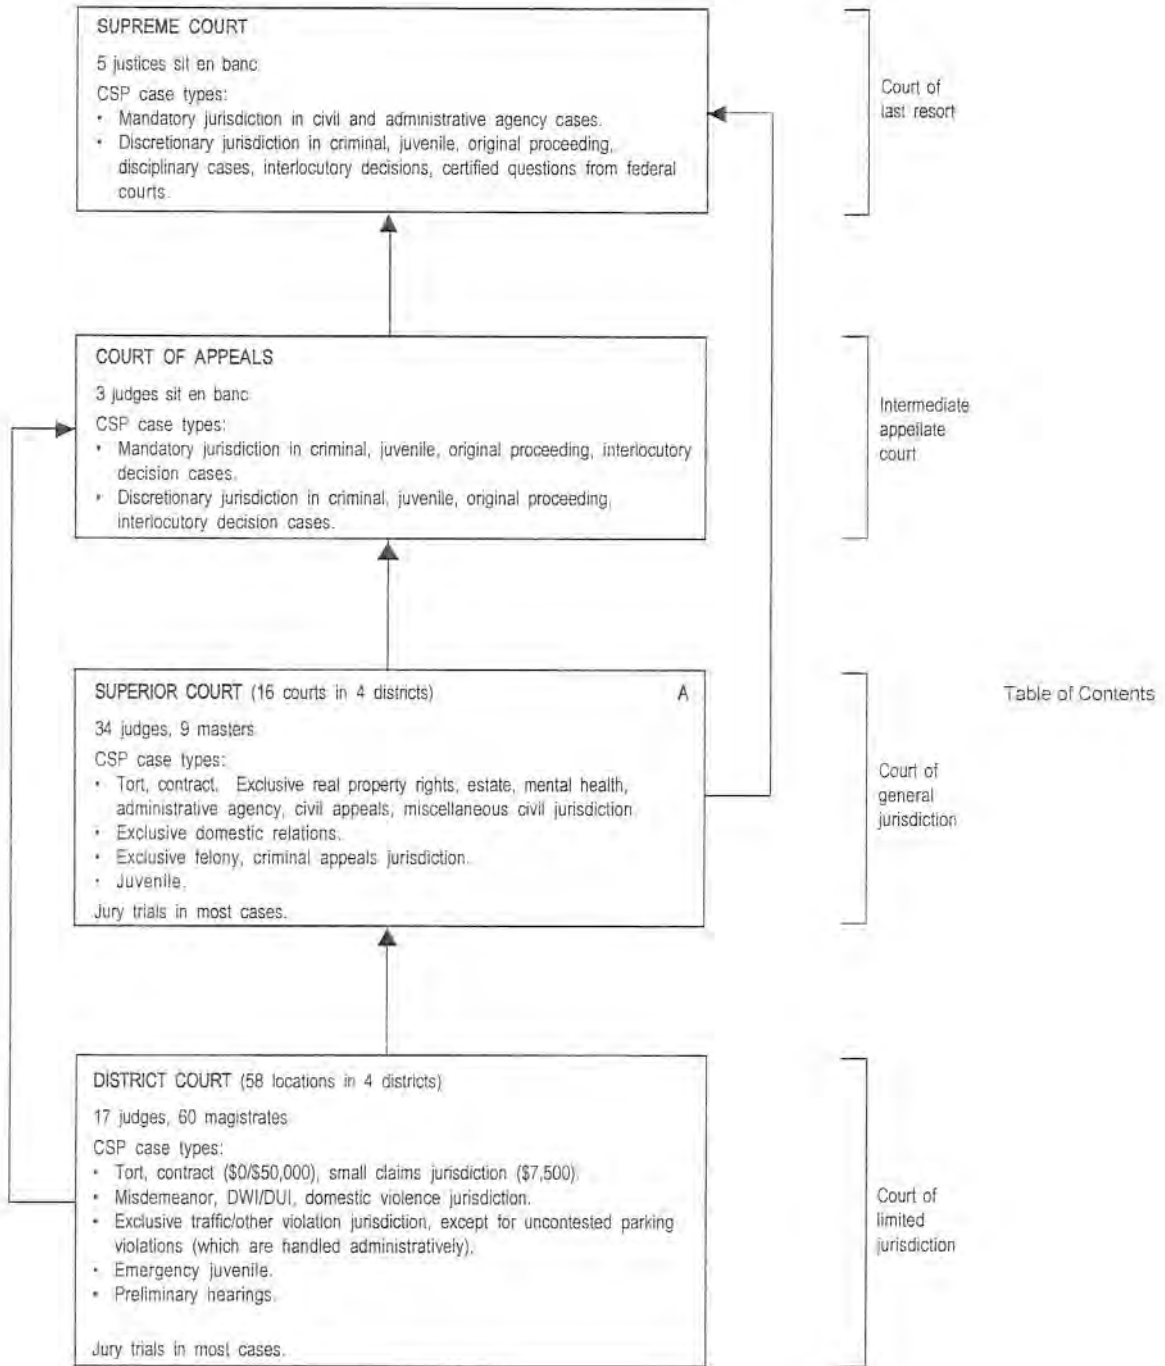 SUPREME COURT
5 justices sit en banc
CSP case types:
• Mandatory jurisdiction in civil and administrative agency cases.
• Discretionary jurisdiction in criminal, juvenile, original proceeding,
disciplinary cases, interlocutory decisions, certified questions from federal
courts.
Court of
last resort
COURT OF APPEALS
3 judges sit en banc
CSP case types:
• Mandatory jurisdiction in criminal, juvenile, original proceeding, interlocutory
decision cases.
• Discretionary jurisdiction in criminal, juvenile, original proceeding,
interlocutory decision cases.
Intermediate
appellate
court
SUPERIOR COURT (16 courts in 4 districts) A
34 judges, 9 masters
CSP case types:
• Tort, contract. Exclusive real property rights, estate, mental health,
administrative agency, civil appeals, miscellaneous civil jurisdiction
• Exclusive domestic relations.
• Exclusive felony, criminal appeals jurisdiction.
• Juvenile.
Jury trials in most cases.
Court of
general
jurisdiction
Table of Contents
DISTRICT COURT (58 locations in 4 districts)
17 judges, 60 magistrates
CSP case types:
• Tort, contract ($0/$50,000), small claims jurisdiction ($7,500).
• Misdemeanor, DWI/DUI, domestic violence jurisdiction.
• Exclusive traffic/other violation jurisdiction, except for uncontested parking
violations (which are handled administratively).
• Emergency juvenile.
• Preliminary hearings.
Jury trials in most cases.
Court of
limited
jurisdiction